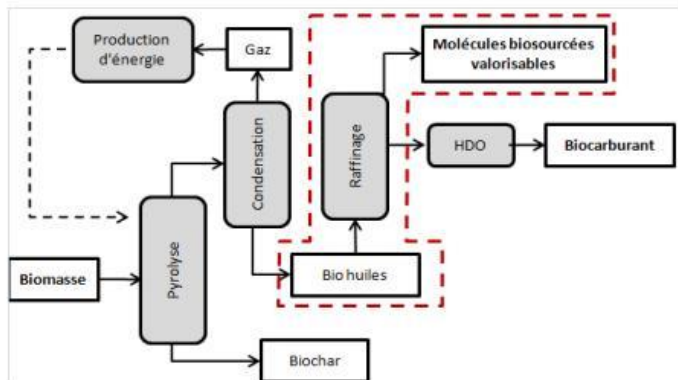 Production
d'énergie
Gaz
Molécules biosourcées
valorisables
Condensation
Raffinage
HDO
Biocarburant
Pyrolyse
Biomasse
Bio huiles
Biochar